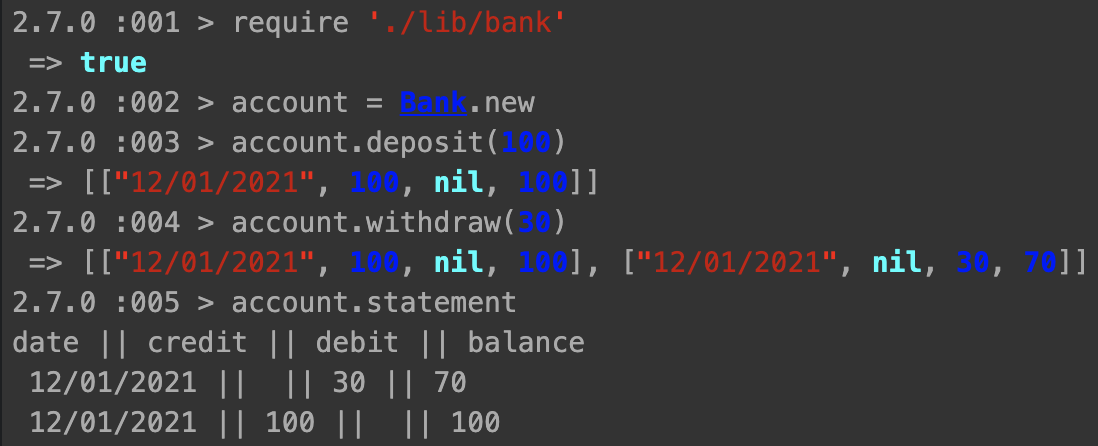 2.7.0 :001 > require './lib/bank'
 => true
2.7.0 :002 > account = Bank.new
2.7.0 :003 > account.deposit(100)
 => [["12/01/2021", 100, nil, 100]]
2.7.0 :004 > account.withdraw(30)
 => [["12/01/2021", 100, nil, 100], ["12/01/2021", nil, 30, 70]]
2.7.0 :005 > account.statement
date || credit || debit || balance
 12/01/2021 ||  || 30 || 70
 12/01/2021 || 100 ||  || 100